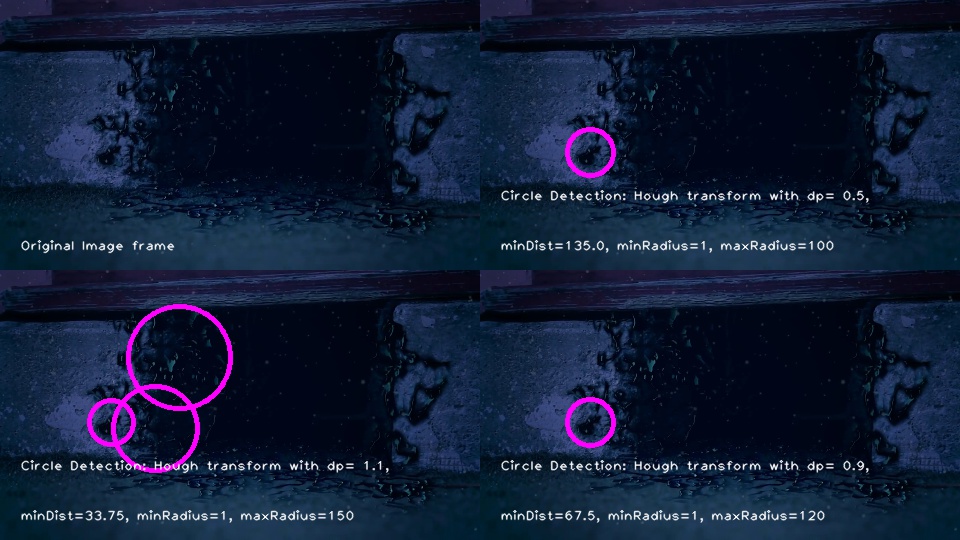 Original Image frame
Circle Detection: Hough transform with dp= 0.5,
minDist=135.0, minRadius=1, maxRadius=100
Circle Detection: Hough transform with dp= 1.1,
minDist=33.75, minRadius=1, maxRadius=150
Circle Detection: Hough transform with dp= 0.9,
minDist=67.5, minRadius=1, maxRadius=120